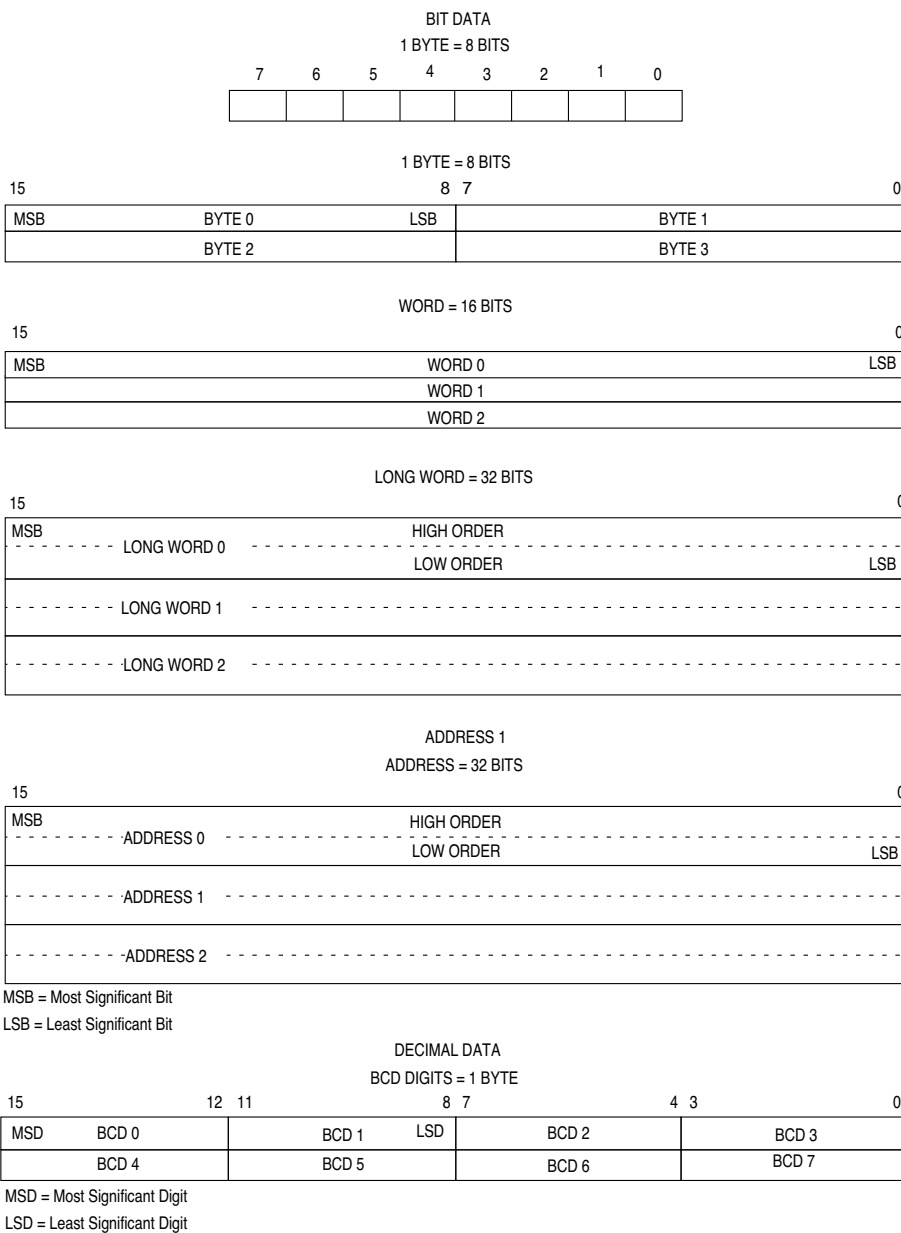 BIT DATA
1 BYTE = 8 BITS
7 6 5 4 3 2 1 0
1 BYTE = 8 BITS
15 8 7 0
MSB BYTE 0 LSB BYTE 1
BYTE 2 BYTE 3
WORD = 16 BITS
15 0
MSB WORD 0 LSB
WORD 1
WORD 2
LONG WORD = 32 BITS
15 0
MSB HIGH ORDER
LONG WORD 0
LOW ORDER LSB
LONG WORD 1
LONG WORD 2
ADDRESS 1
ADDRESS = 32 BITS
15 0
MSB HIGH ORDER
ADDRESS 0
LOW ORDER LSB
ADDRESS 1
ADDRESS 2
MSB = Most Significant Bit
LSB = Least Significant Bit
DECIMAL DATA
BCD DIGITS = 1 BYTE
15 12 11 8 7 4 3 0
MSD BCD 0 BCD 1 LSD BCD 2 BCD 3
BCD 4 BCD 5 BCD 6 BCD 7
MSD = Most Significant Digit
LSD = Least Significant Digit